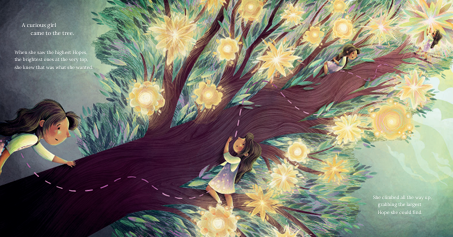 A curious girl
came to the tree.
When she saw the highest Hopes,
the brightest ones at the very top,
she knew that was what she wanted.
She climbed all the way up,
grabbing the largest
Hope she could find.